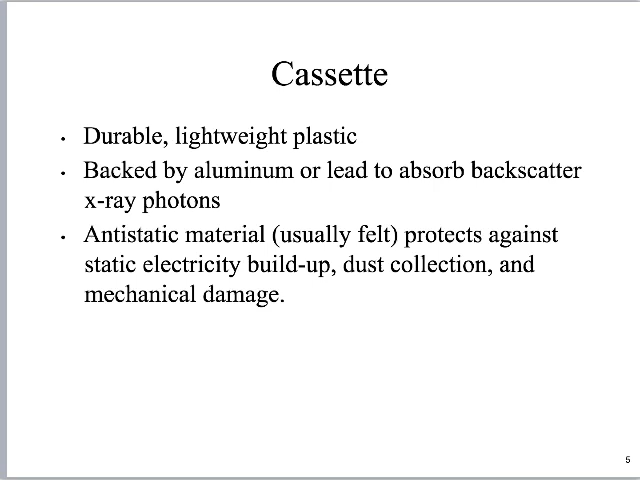 Cassette
• Durable, lightweight plastic
• Backed by aluminum or lead to absorb backscatter
x-ray photons
• Antistatic material (usually felt) protects against
static electricity build-up, dust collection, and
mechanical damage.
5